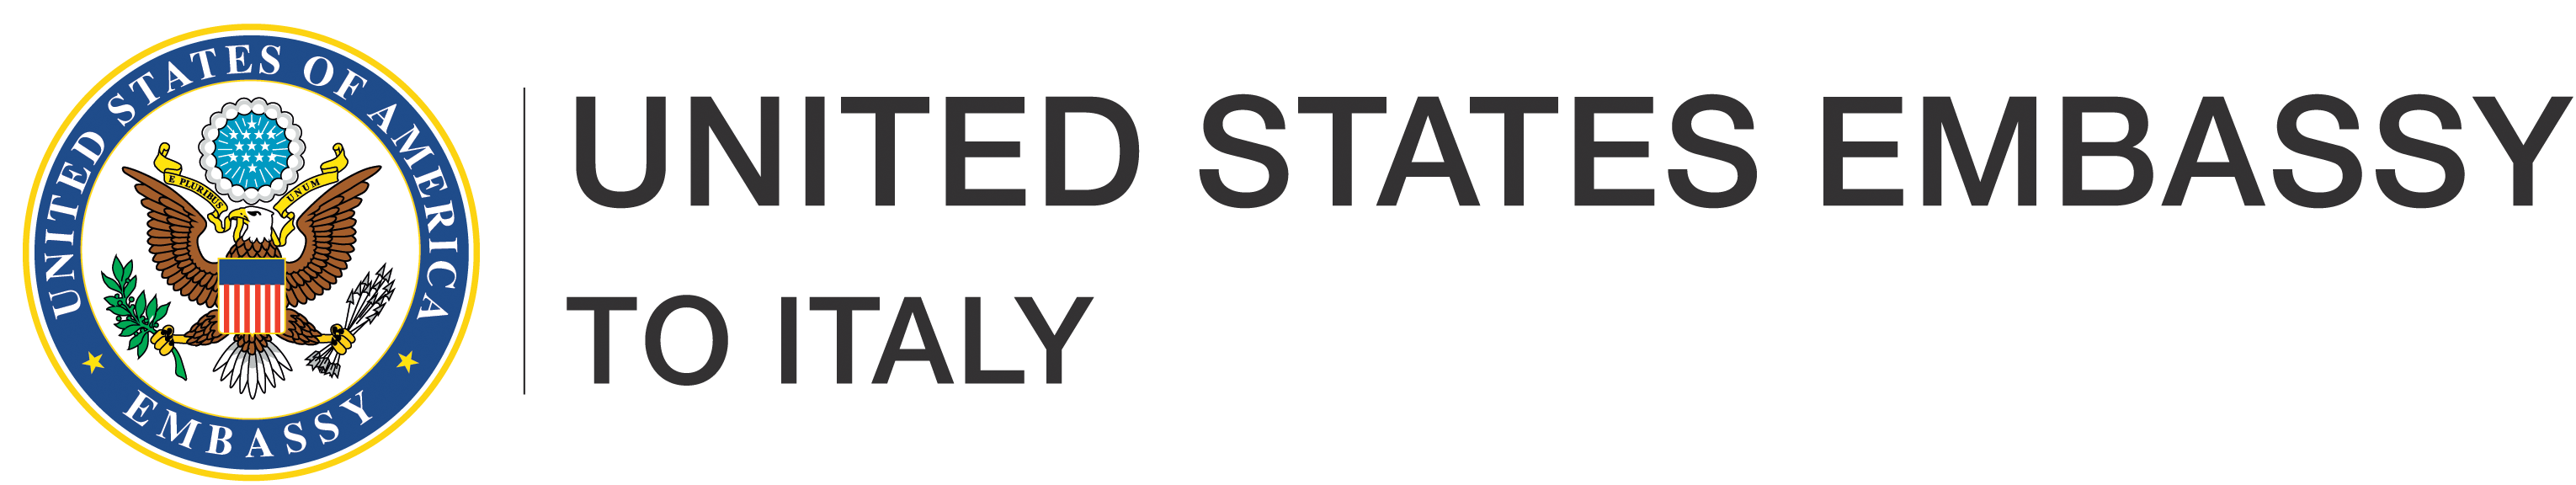 UNITED STATES OF AMERICA
E PLURIBUS UNUM
EMBASSY
UNITED STATES EMBASSY
TO ITALY